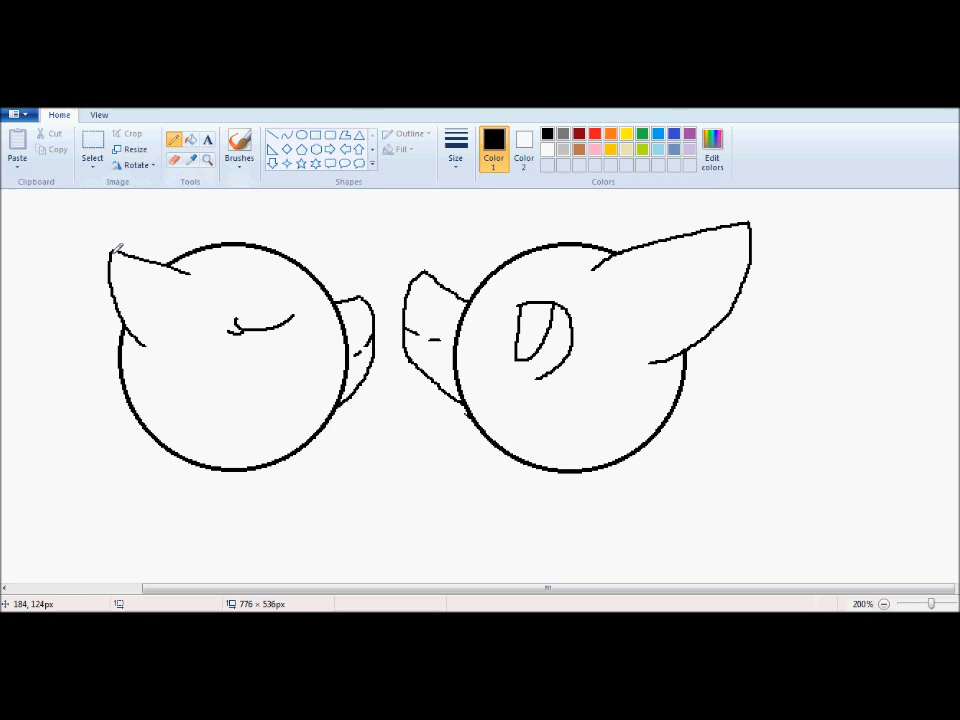 Home View
Paste
Cut
Copy
Clipboard
Select
Crop
Resize
Rotate
Image
A
Tools
Brushes
Outline
Fill
Shapes
Size
Color 1
Color 2
Edit colors
Colors
184, 124px
776 × 536px
200%